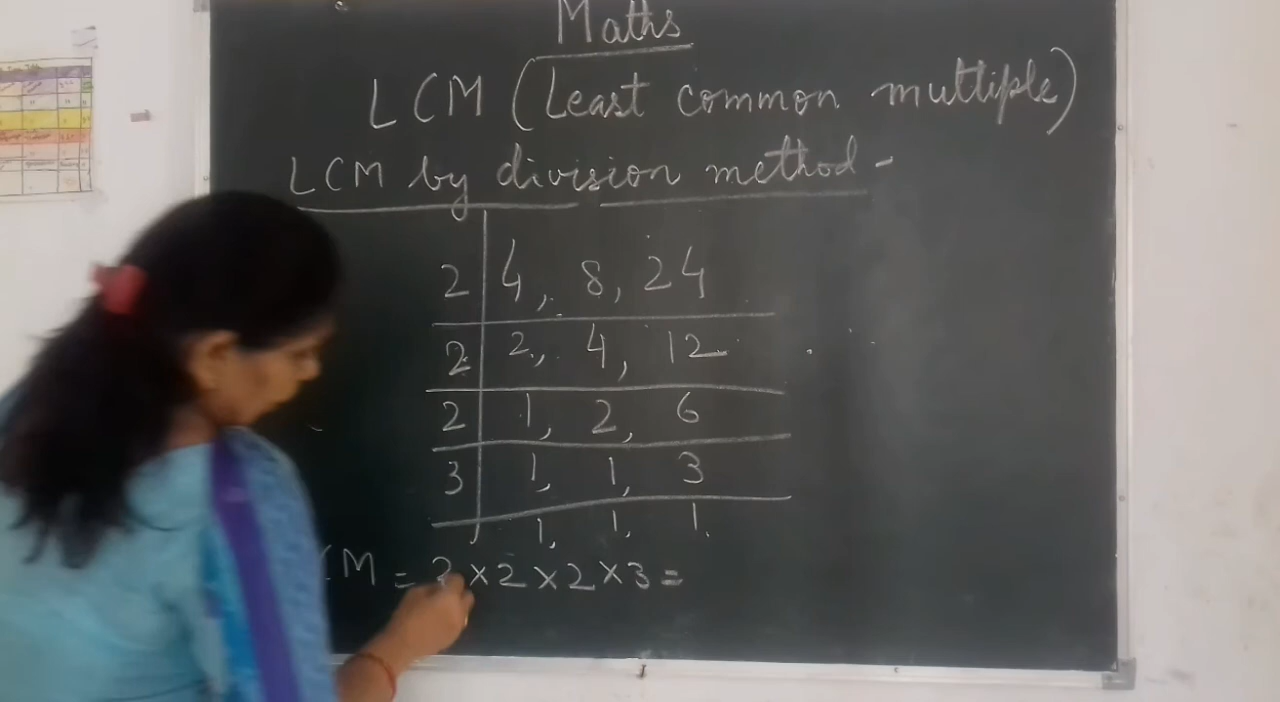 Maths
LCM (Least common multiple)
LCM by division method -
2 4, 8, 24
2 2, 4, 12
2 1, 2, 6
3 1, 1, 3
1, 1, 1
CM = 2 × 2 × 2 × 3 =